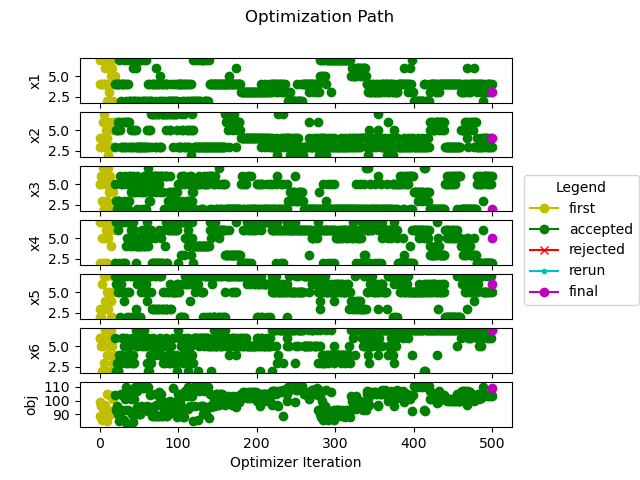 Optimization Path
x1
5.0
2.5
x2
5.0
2.5
x3
5.0
2.5
x4
5.0
2.5
x5
5.0
2.5
x6
5.0
2.5
obj
110
100
90
0 100 200 300 400 500
Optimizer Iteration
Legend
first
accepted
rejected
rerun
final